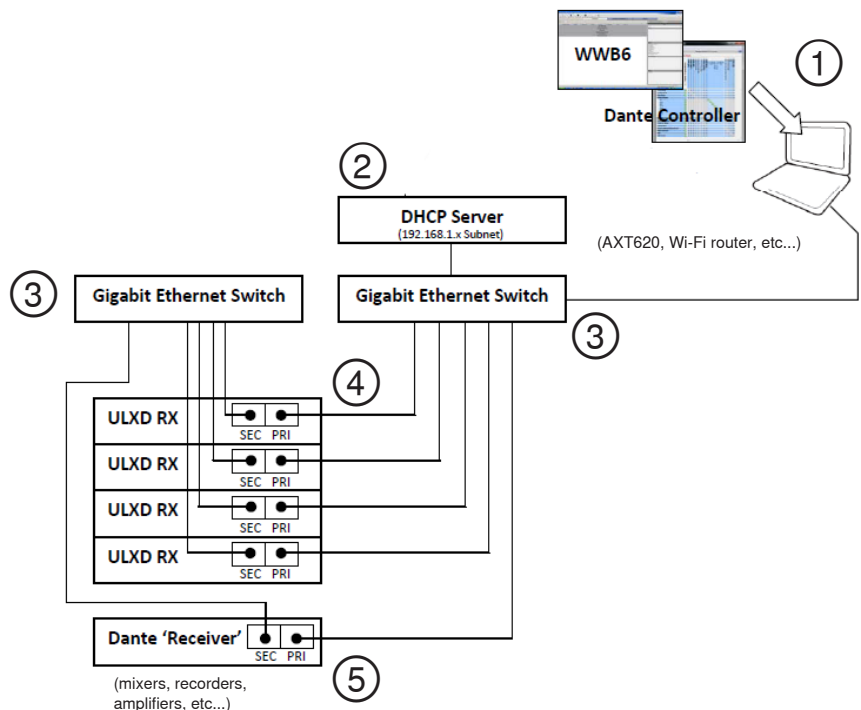 WWB6
1
Dante Controller
2
DHCP Server
(192.168.1.x Subnet)
(AXT620, Wi-Fi router, etc...)
3
Gigabit Ethernet Switch
Gigabit Ethernet Switch
3
4
ULXD RX
SEC PRI
ULXD RX
SEC PRI
ULXD RX
SEC PRI
ULXD RX
SEC PRI
Dante ‘Receiver’
SEC PRI
5
(mixers, recorders,
amplifiers, etc...)